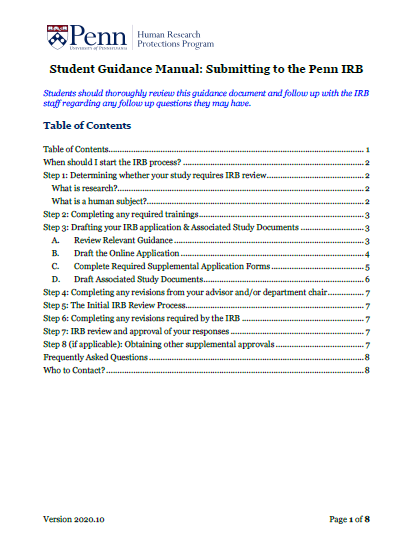 Penn
UNIVERSITY OF PENNSYLVANIA
Human Research
Protections Program
Student Guidance Manual: Submitting to the Penn IRB
Students should thoroughly review this guidance document and follow up with the IRB
staff regarding any follow up questions they may have.
Table of Contents
Table of Contents 1
When should I start the IRB process? 2
Step 1: Determining whether your study requires IRB review 2
What is research? 2
What is a human subject? 2
Step 2: Completing any required trainings 3
Step 3: Drafting your IRB application & Associated Study Documents 3
A. Review Relevant Guidance 3
B. Draft the Online Application 4
C. Complete Required Supplemental Application Forms 5
D. Draft Associated Study Documents 6
Step 4: Completing any revisions from your advisor and/or department chair 7
Step 5: The Initial IRB Review Process 7
Step 6: Completing any revisions required by the IRB 7
Step 7: IRB review and approval of your responses 7
Step 8 (if applicable): Obtaining other supplemental approvals 7
Frequently Asked Questions 8
Who to Contact? 8
Version 2020.10 Page 1 of 8